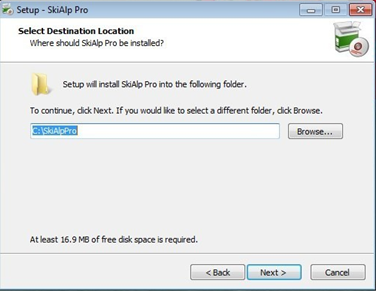 Setup - SkiAlp Pro
Select Destination Location
Where should SkiAlp Pro be installed?
Setup will install SkiAlp Pro into the following folder.
To continue, click Next. If you would like to select a different folder, click Browse.
C:\SkiAlpPro
Browse...
At least 16.9 MB of free disk space is required.
< Back
Next >
Cancel